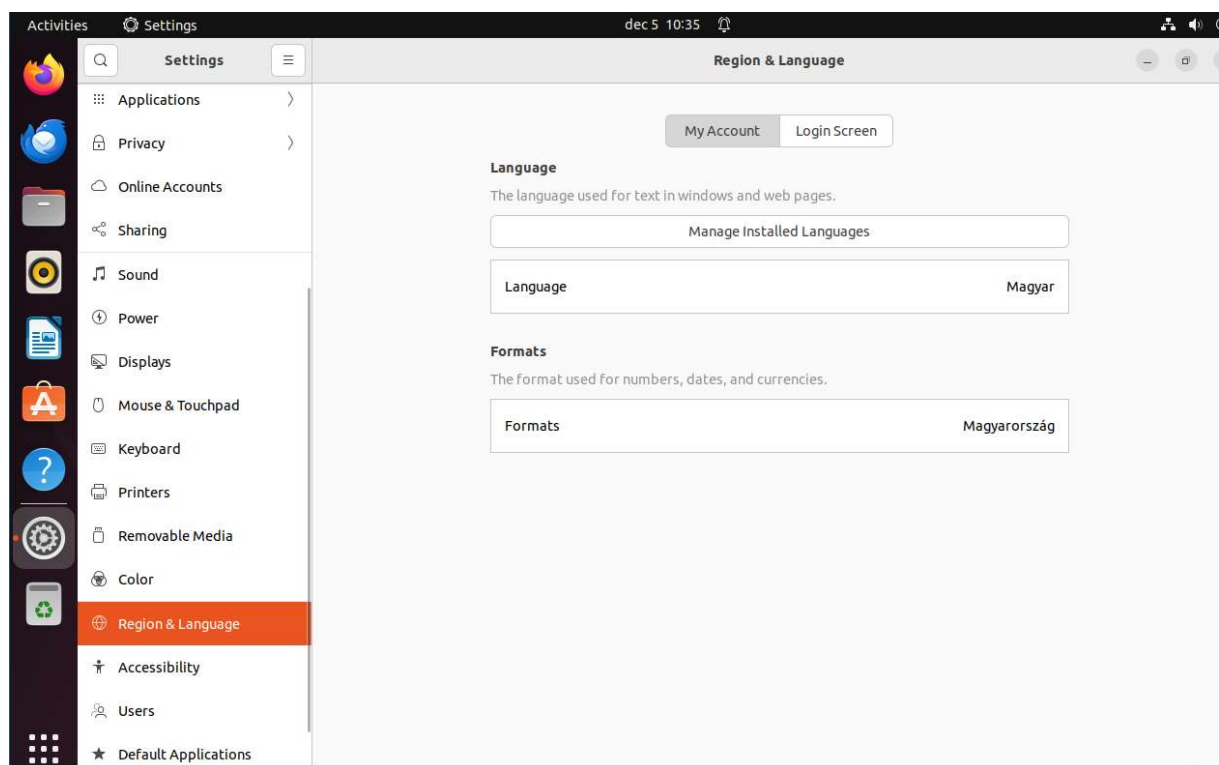 Activities Settings dec 5 10:35
Settings Region & Language
Applications
Privacy
Online Accounts
Sharing
Sound
Power
Displays
Mouse & Touchpad
Keyboard
Printers
Removable Media
Color
Region & Language
Accessibility
Users
Default Applications
My Account Login Screen
Language
The language used for text in windows and web pages.
Manage Installed Languages
Language Magyar
Formats
The format used for numbers, dates, and currencies.
Formats Magyarország